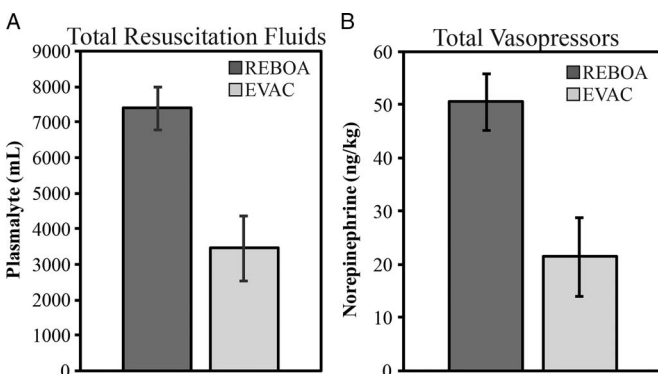 A
Total Resuscitation Fluids
REBOA
EVAC
Plasmalyte (mL)
9000
8000
7000
6000
5000
4000
3000
2000
1000
0
B
Total Vasopressors
REBOA
EVAC
Norepinephrine (ng/kg)
60
50
40
30
20
10
0